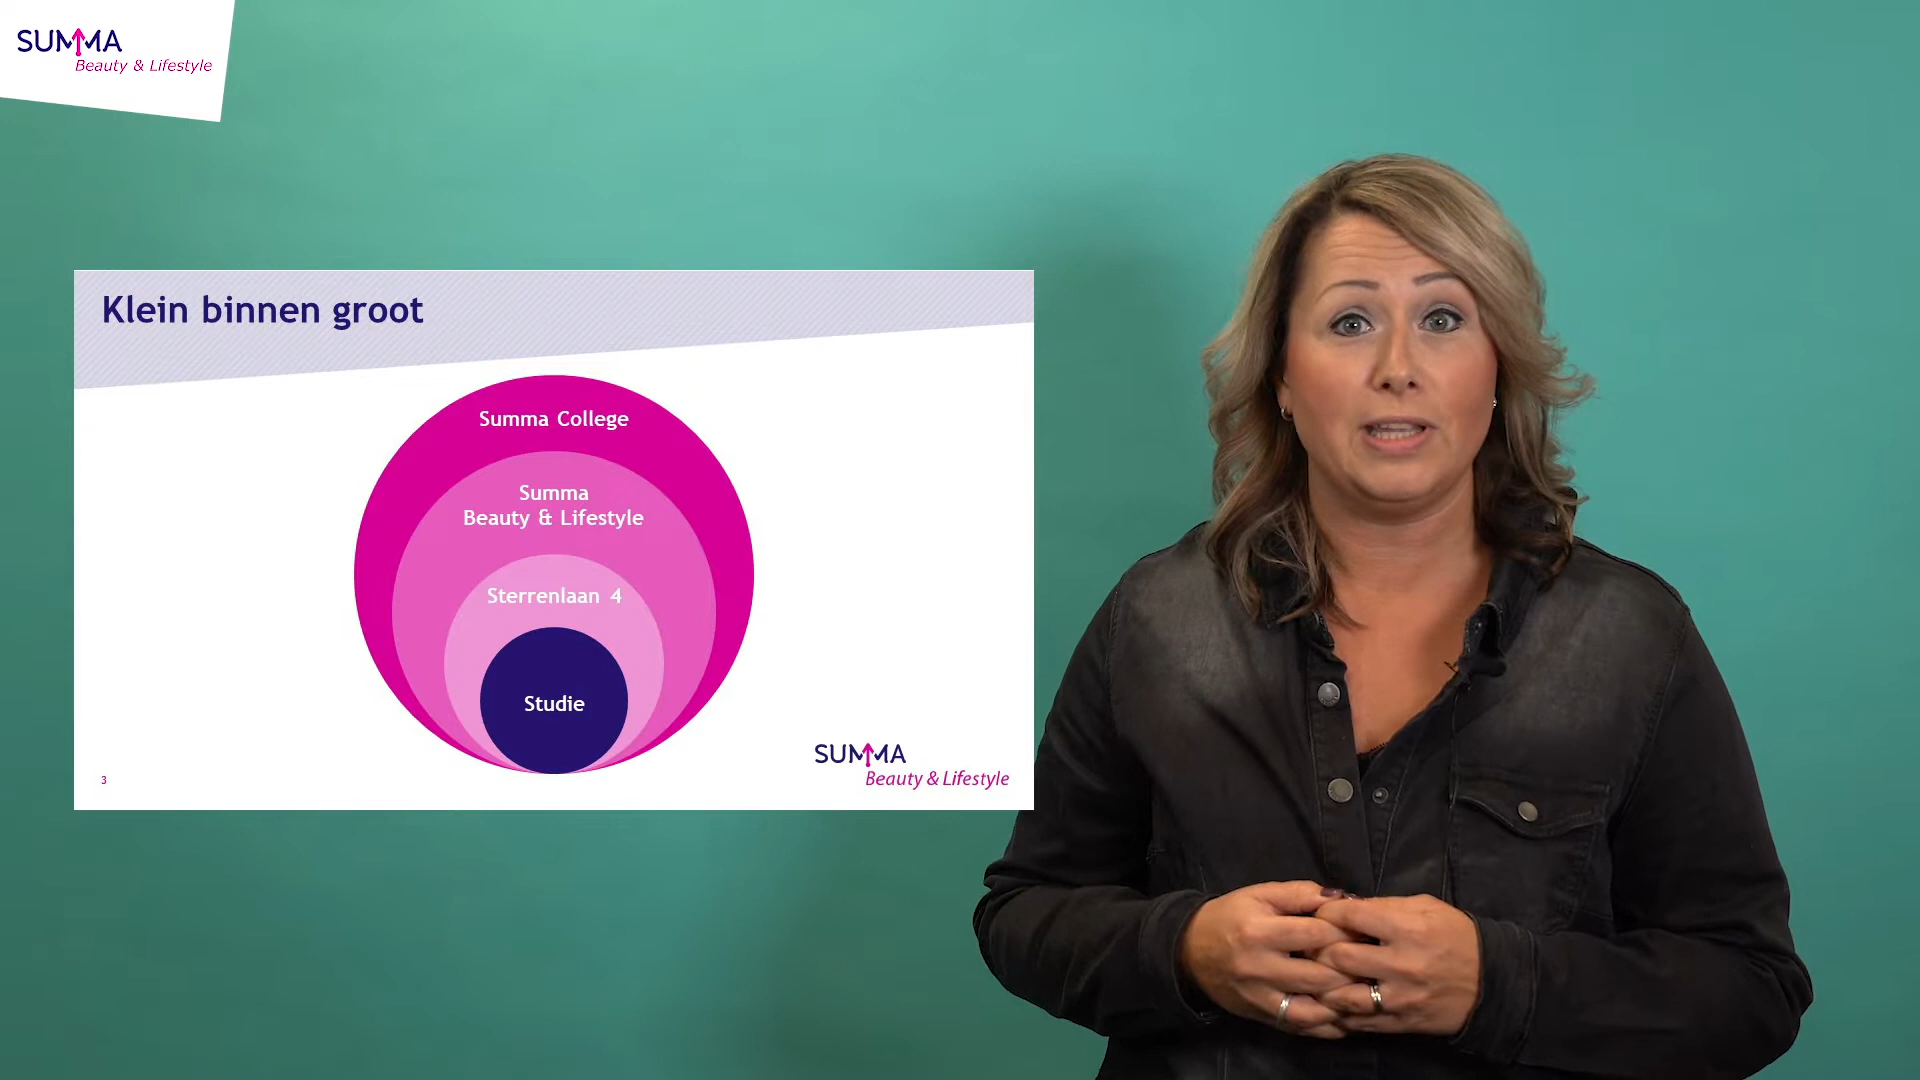 SUMMA
Beauty & Lifestyle
Klein binnen groot
Summa College
Summa
Beauty & Lifestyle
Sterrenlaan 4
Studie
SUMMA
Beauty & Lifestyle
3